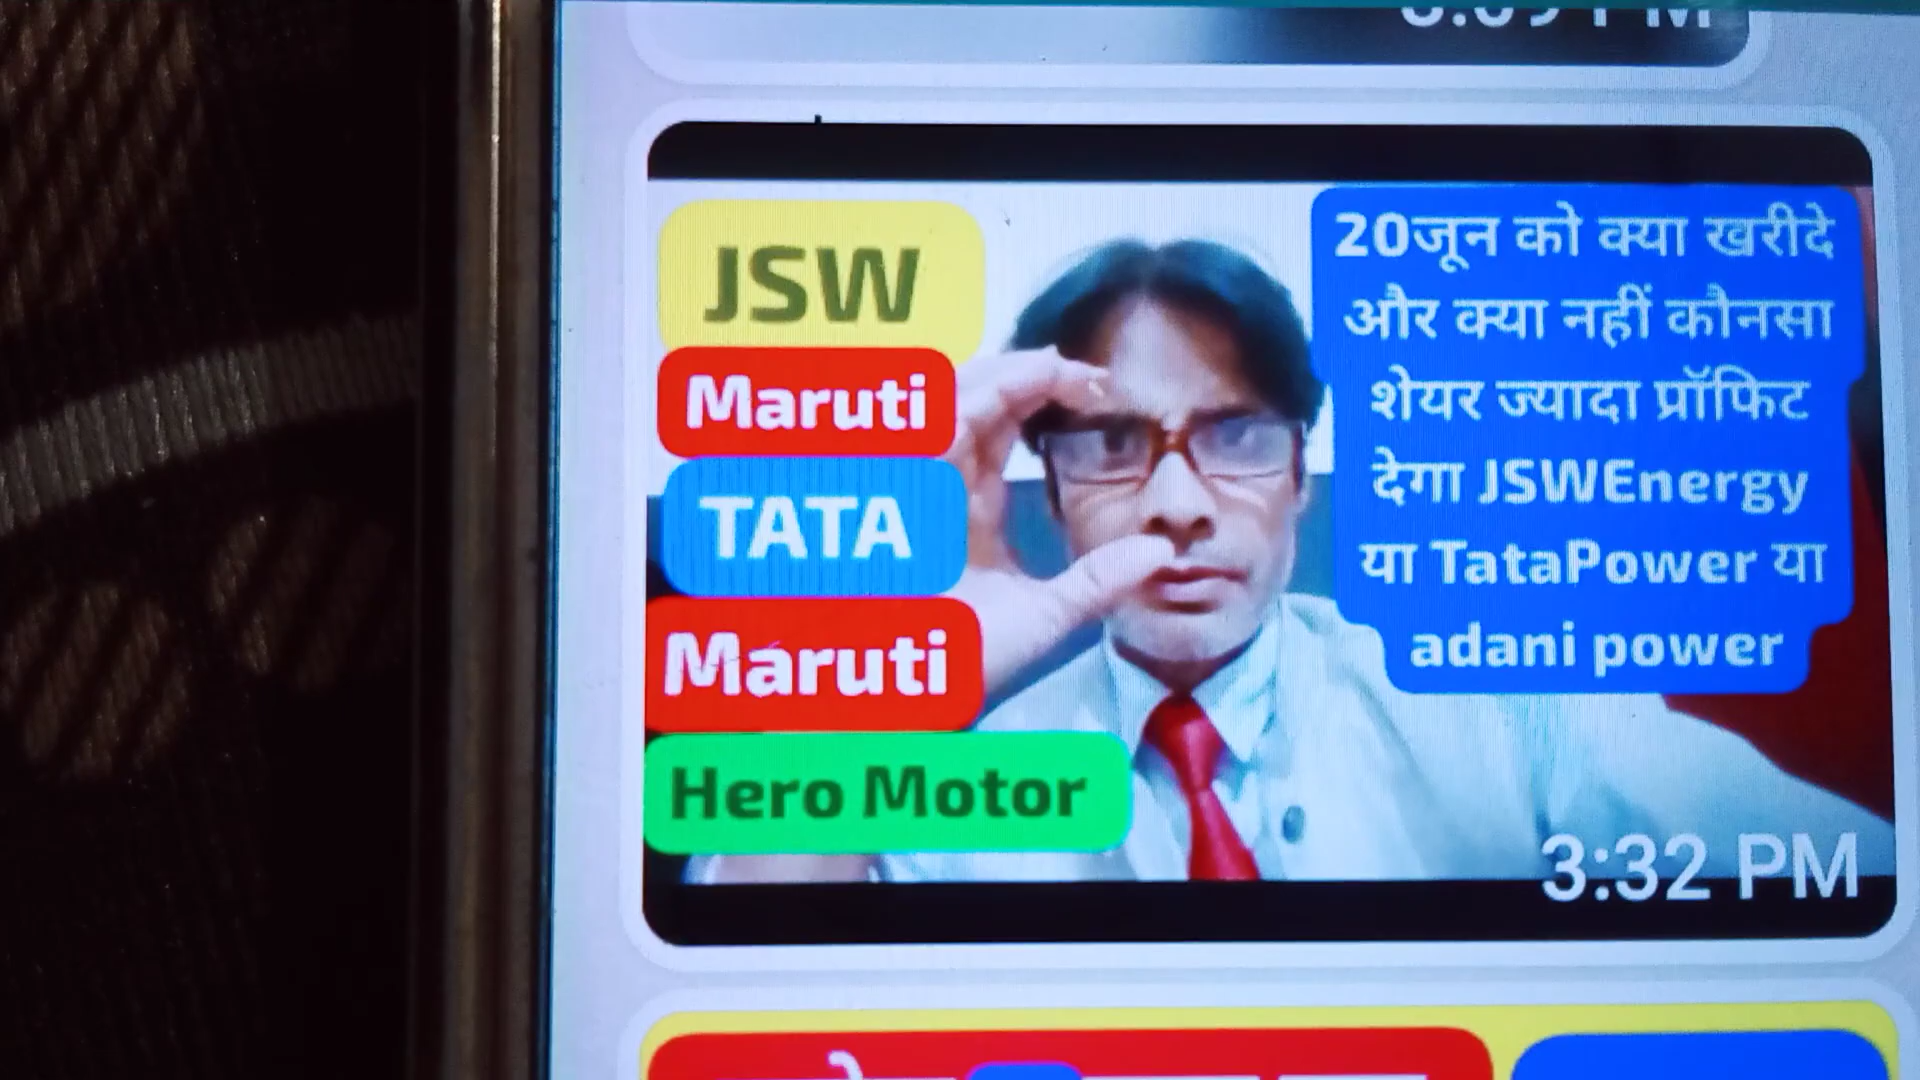 JSW
Maruti
TATA
Maruti
Hero Motor
20जून को क्या खरीदे
और क्या नहीं कौनसा
शेयर ज्यादा प्रॉफिट
देगा JSWEnergy
या TataPower या
adani power
3:32 PM